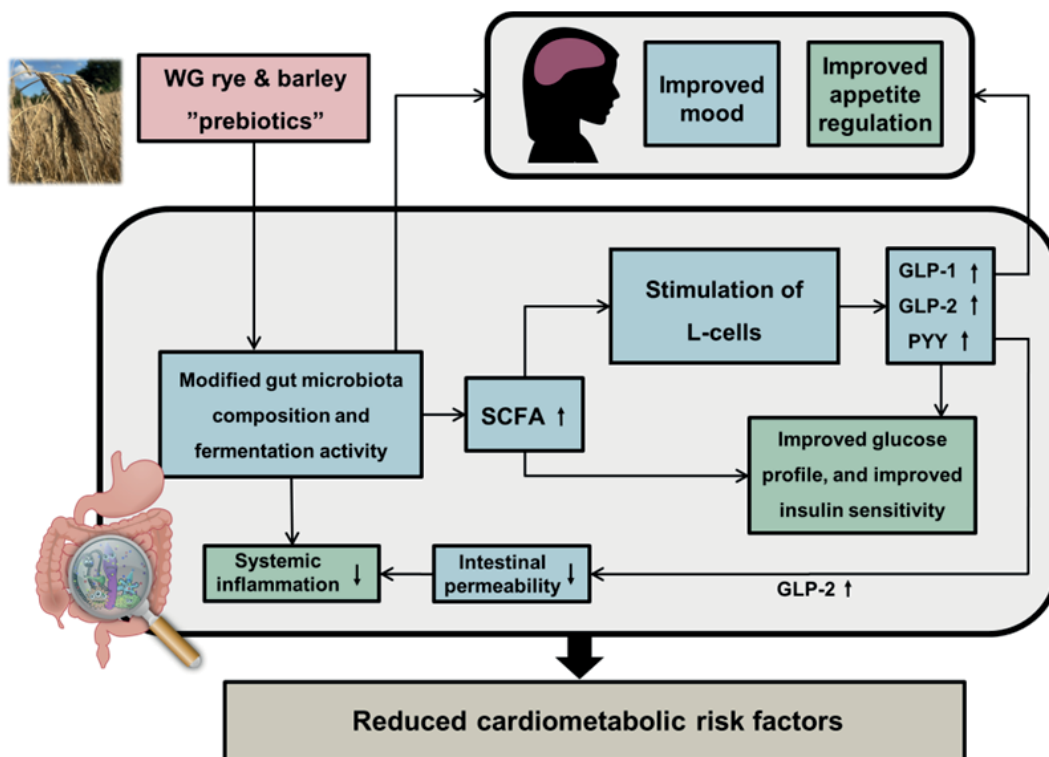 WG rye & barley
”prebiotics”
Improved
mood
Improved
appetite
regulation
Modified gut microbiota
composition and
fermentation activity
SCFA ↑
Stimulation of
L-cells
GLP-1 ↑
GLP-2 ↑
PYY ↑
Improved glucose
profile, and improved
insulin sensitivity
Systemic
inflammation ↓
Intestinal
permeability ↓
GLP-2 ↑
Reduced cardiometabolic risk factors